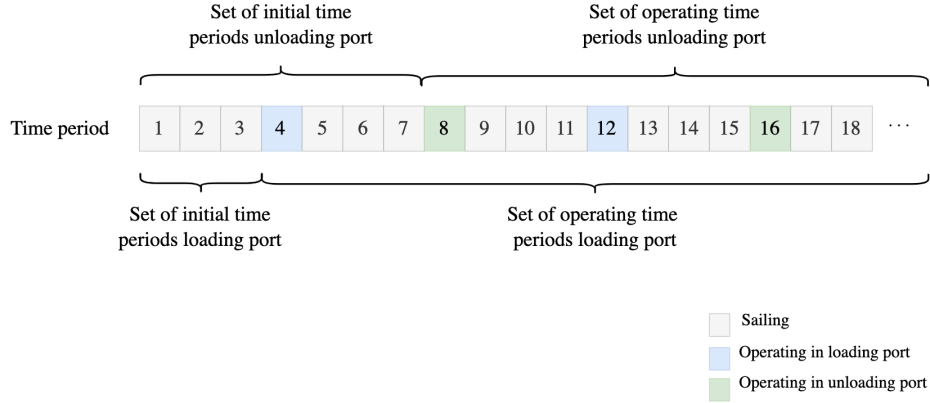 Set of initial time
periods unloading port
Set of operating time
periods unloading port
Time period 1 2 3 4 5 6 7 8 9 10 11 12 13 14 15 16 17 18 ...
Set of initial time
periods loading port
Set of operating time
periods loading port
Sailing
Operating in loading port
Operating in unloading port